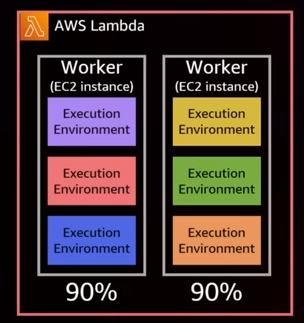 AWS Lambda
Worker
(EC2 instance)
Execution
Environment
Execution
Environment
Execution
Environment
90%
Worker
(EC2 instance)
Execution
Environment
Execution
Environment
Execution
Environment
90%